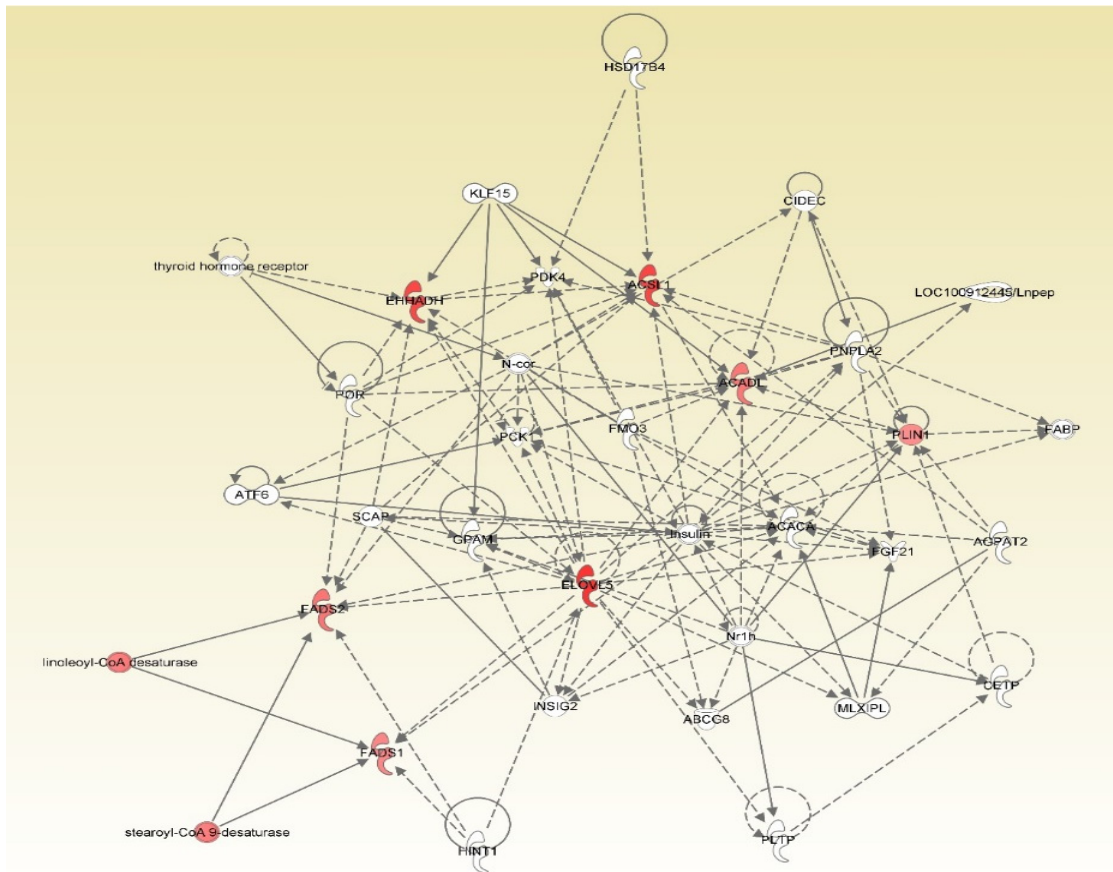 HSD17B4
KLF15
CIDEC
thyroid hormone receptor
PDK4
ACSL1
EHHADH
LOC100912445/Lnpep
PNPLA2
N-cor
ACADL
POR
PCK1
FMO3
PLIN1
FABP
ATF6
SCAP
GPAM
Insulin
ACACA
FGF21
AGPAT2
ELOVL5
FADS2
Nr1h
linoleoyl-CoA desaturase
CETP
INSIG2
ABCG8
MLXIPL
FADS1
stearoyl-CoA 9-desaturase
HINT1
PLTP